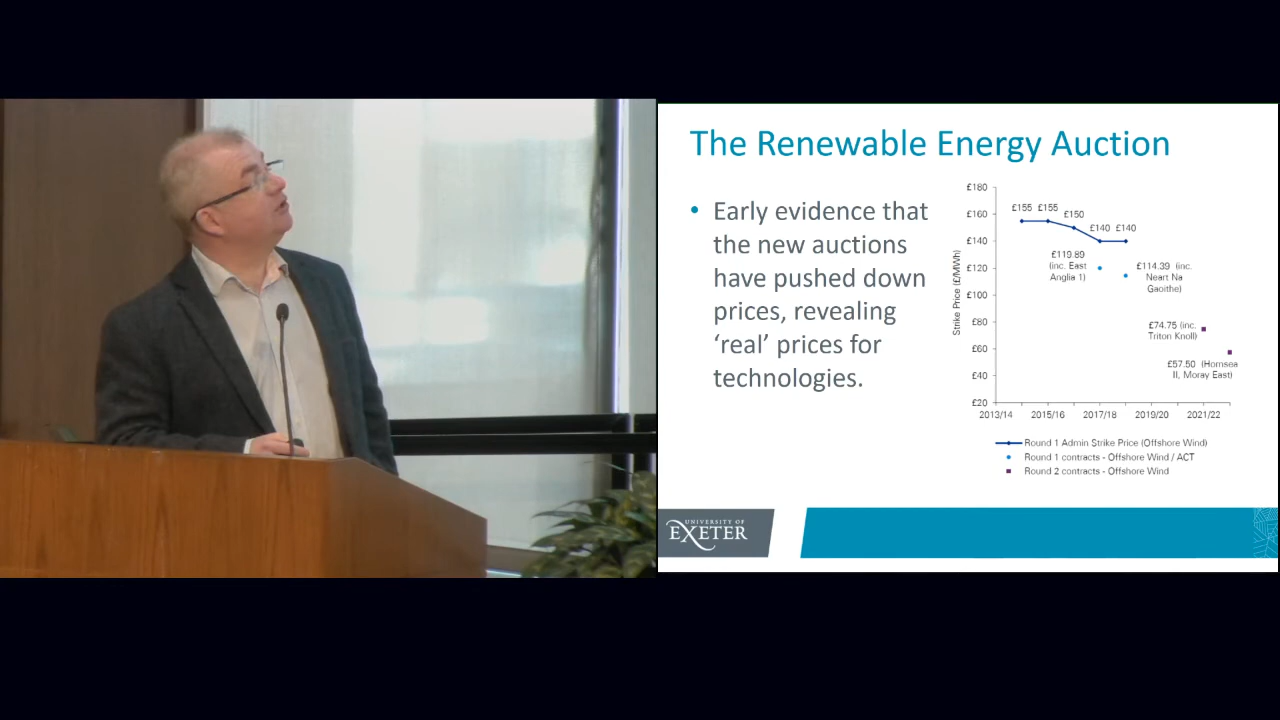 The Renewable Energy Auction
• Early evidence that
the new auctions
have pushed down
prices, revealing
‘real’ prices for
technologies.
Strike Price (£/MWh)
£180
£160
£140
£120
£100
£80
£60
£40
£20
£155 £155
£150
£140 £140
£119.89
(inc. East
Anglia 1)
£114.39 (inc.
Neart Na
Gaoithe)
£74.75 (inc.
Triton Knoll)
£57.50 (Hornsea
II, Moray East)
2013/14 2015/16 2017/18 2019/20 2021/22
Round 1 Admin Strike Price (Offshore Wind)
Round 1 contracts - Offshore Wind / ACT
Round 2 contracts - Offshore Wind
UNIVERSITY OF
EXETER